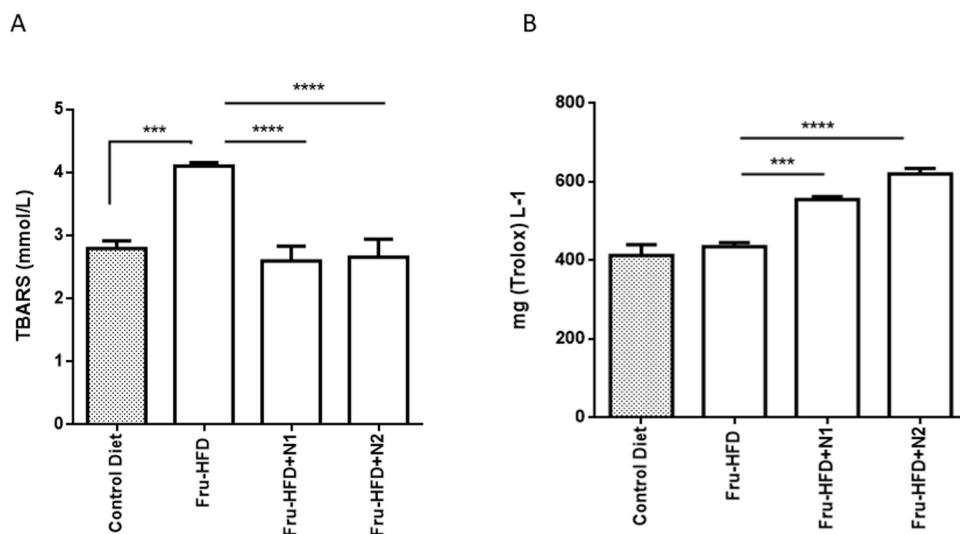 A
B
****
***
****
5
4
3
2
1
0
TBARS (mmol/L)
Control Diet
Fru-HFD
Fru-HFD+N1
Fru-HFD+N2
****
***
800
600
400
200
0
mg (Trolox) L-1
Control Diet
Fru-HFD
Fru-HFD+N1
Fru-HFD+N2